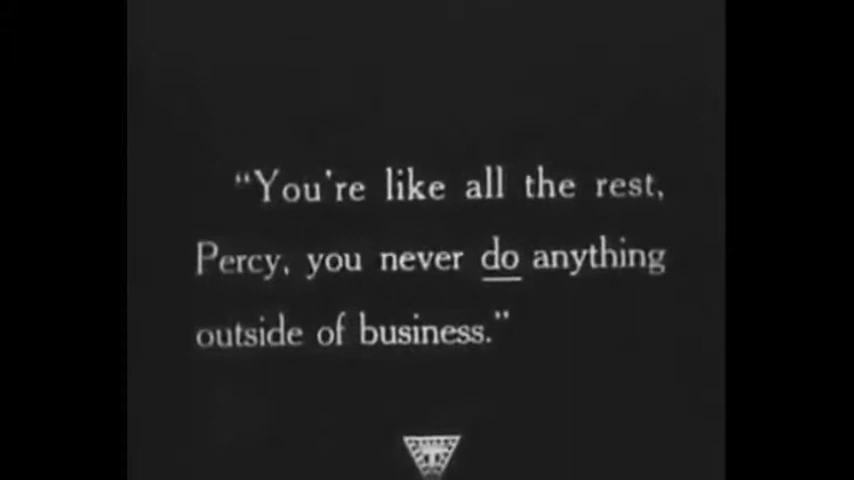 "You're like all the rest,
Percy, you never do anything
outside of business."